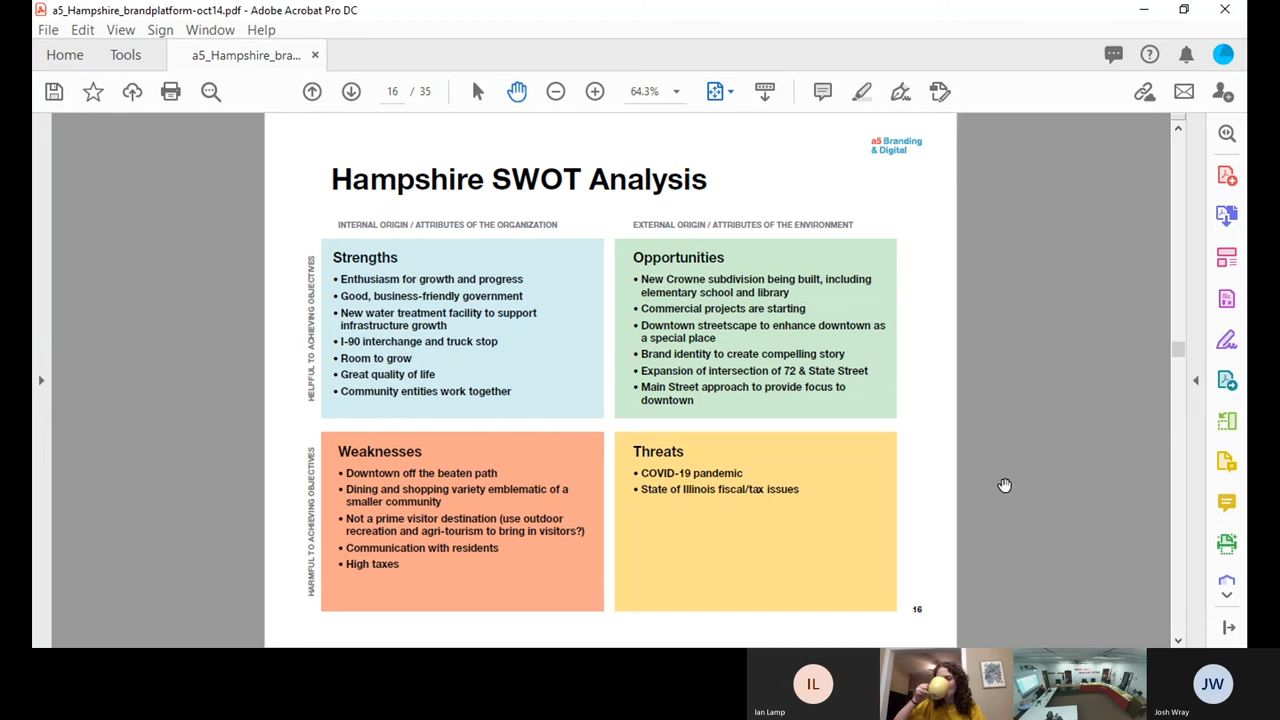 a5_Hampshire_brandplatform-oct14.pdf - Adobe Acrobat Pro DC
File Edit View Sign Window Help
Home Tools a5_Hampshire_bra... ×
16 / 35 64.3%
a5 Branding
& Digital
Hampshire SWOT Analysis
INTERNAL ORIGIN / ATTRIBUTES OF THE ORGANIZATION
EXTERNAL ORIGIN / ATTRIBUTES OF THE ENVIRONMENT
HELPFUL TO ACHIEVING OBJECTIVES
Strengths
• Enthusiasm for growth and progress
• Good, business-friendly government
• New water treatment facility to support
infrastructure growth
• I-90 interchange and truck stop
• Room to grow
• Great quality of life
• Community entities work together
Opportunities
• New Crowne subdivision being built, including
elementary school and library
• Commercial projects are starting
• Downtown streetscape to enhance downtown as
a special place
• Brand identity to create compelling story
• Expansion of intersection of 72 & State Street
• Main Street approach to provide focus to
downtown
HARMFUL TO ACHIEVING OBJECTIVES
Weaknesses
• Downtown off the beaten path
• Dining and shopping variety emblematic of a
smaller community
• Not a prime visitor destination (use outdoor
recreation and agri-tourism to bring in visitors?)
• Communication with residents
• High taxes
Threats
• COVID-19 pandemic
• State of Illinois fiscal/tax issues
16
IL
Ian Lamp
JW
Josh Wray